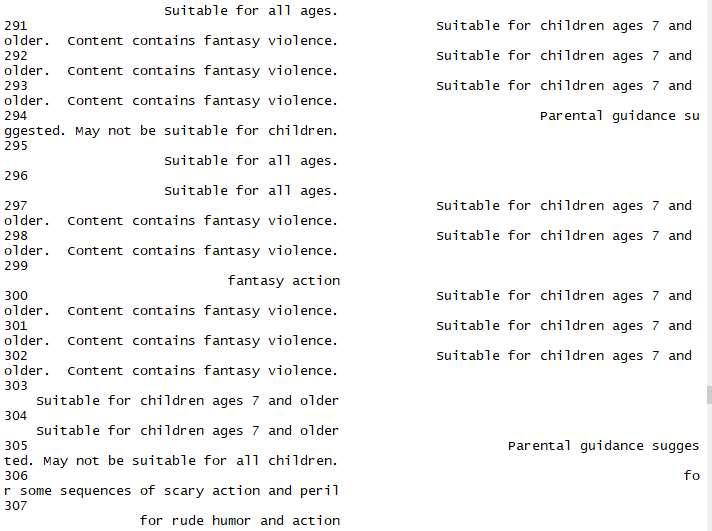 Suitable for all ages.
291 Suitable for children ages 7 and
older.  Content contains fantasy violence.
292 Suitable for children ages 7 and
older.  Content contains fantasy violence.
293 Suitable for children ages 7 and
older.  Content contains fantasy violence.
294 Parental guidance su
ggested. May not be suitable for children.
295
Suitable for all ages.
296
Suitable for all ages.
297 Suitable for children ages 7 and
older.  Content contains fantasy violence.
298 Suitable for children ages 7 and
older.  Content contains fantasy violence.
299
fantasy action
300 Suitable for children ages 7 and
older.  Content contains fantasy violence.
301 Suitable for children ages 7 and
older.  Content contains fantasy violence.
302 Suitable for children ages 7 and
older.  Content contains fantasy violence.
303
Suitable for children ages 7 and older
304
Suitable for children ages 7 and older
305 Parental guidance sugges
ted. May not be suitable for all children.
306 fo
r some sequences of scary action and peril
307
for rude humor and action